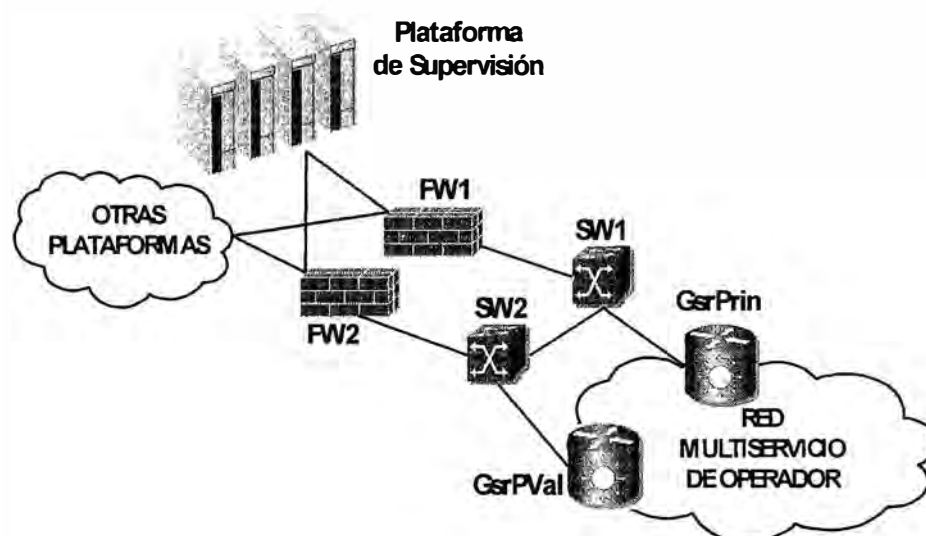 Plataforma
de Supervisión
FW1
OTRAS
PLATAFORMAS
SW1
FW2
SW2
GsrPrin
RED
MULTISERVICIO
DE OPERADOR
GsrPVal